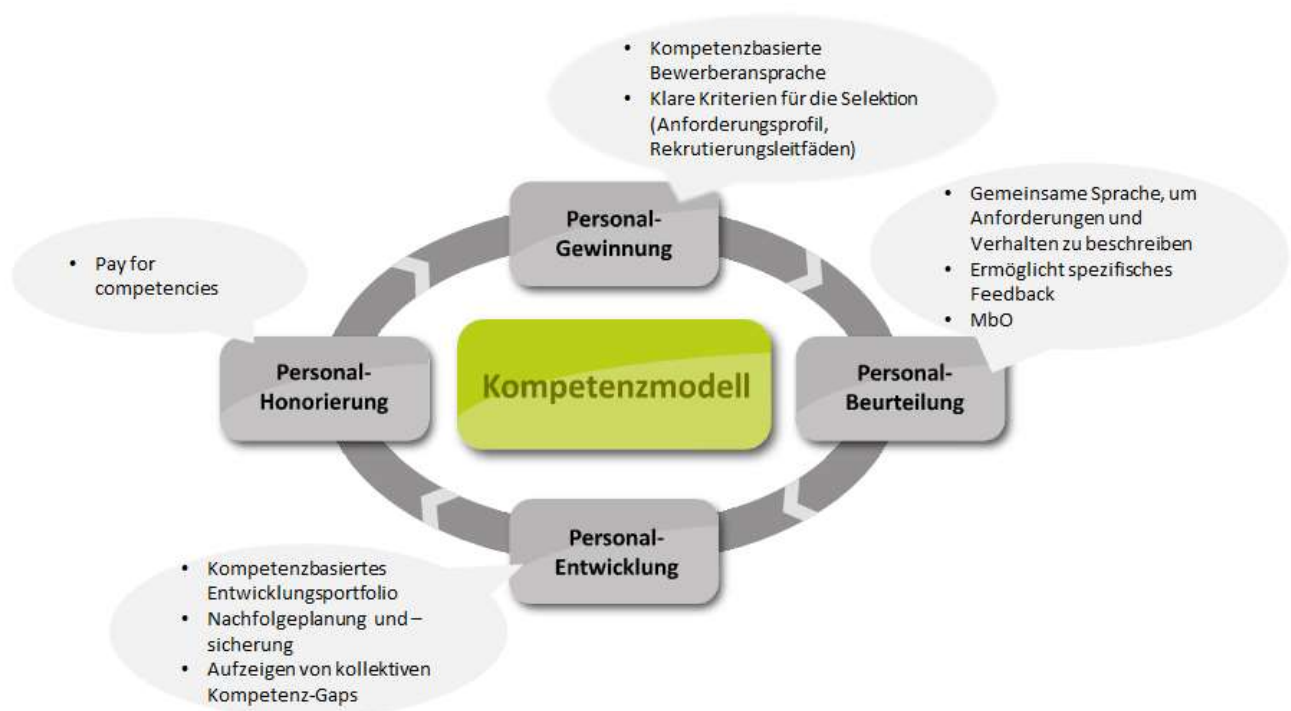 • Kompetenzbasierte
Bewerberansprache
• Klare Kriterien für die Selektion
(Anforderungsprofil,
Rekrutierungsleitfäden)
Personal-
Gewinnung
• Gemeinsame Sprache, um
Anforderungen und
Verhalten zu beschreiben
• Ermöglicht spezifisches
Feedback
• MbO
• Pay for
competencies
Personal-
Honorierung
Kompetenzmodell
Personal-
Beurteilung
Personal-
Entwicklung
• Kompetenzbasiertes
Entwicklungsportfolio
• Nachfolgeplanung und –
sicherung
• Aufzeigen von kollektiven
Kompetenz-Gaps